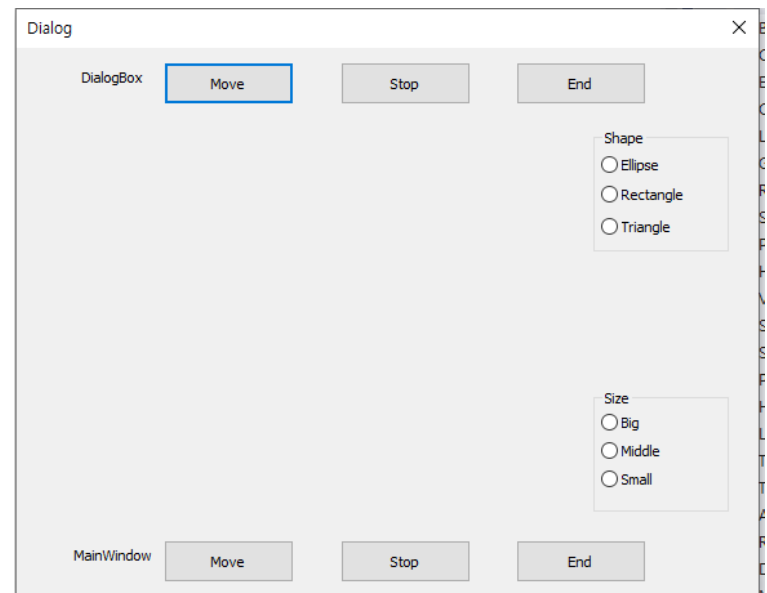 Dialog
DialogBox Move Stop End
Shape
Ellipse
Rectangle
Triangle
Size
Big
Middle
Small
MainWindow Move Stop End